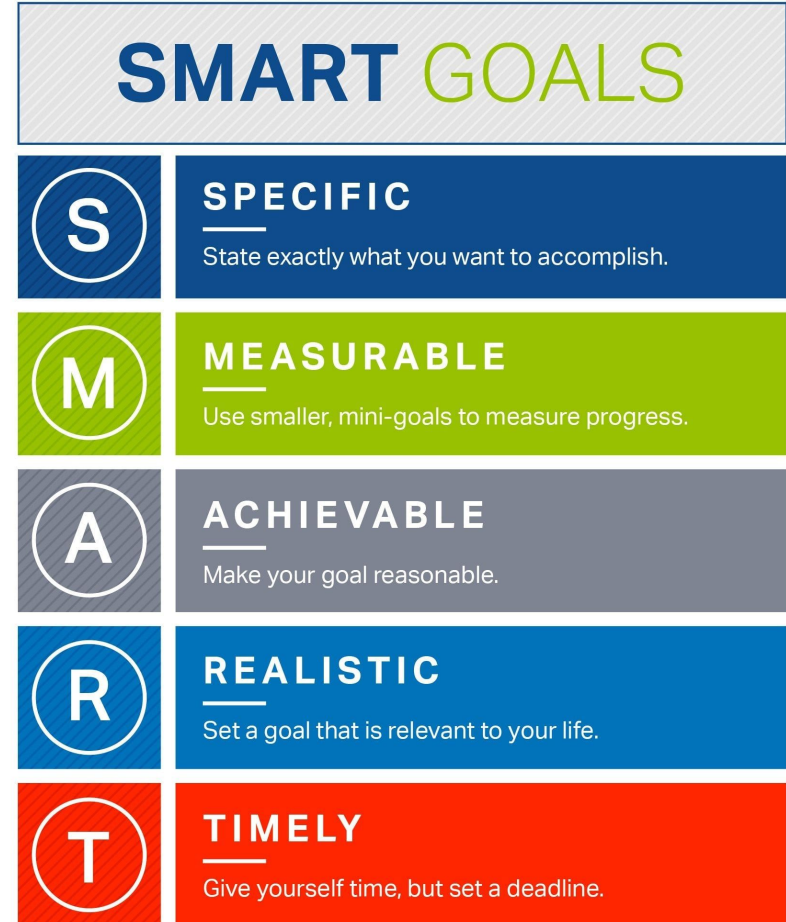 SMART GOALS
S
SPECIFIC
State exactly what you want to accomplish.
M
MEASURABLE
Use smaller, mini-goals to measure progress.
A
ACHIEVABLE
Make your goal reasonable.
R
REALISTIC
Set a goal that is relevant to your life.
T
TIMELY
Give yourself time, but set a deadline.